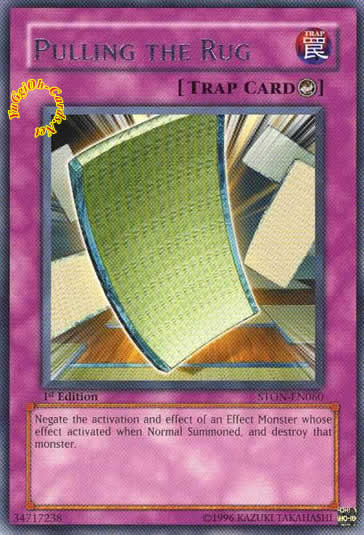 PULLING THE RUG
TRAP
罠
[TRAP CARD]
YuGiOh-Cards.Net
1st Edition
STON-EN060
Negate the activation and effect of an Effect Monster whose
effect activated when Normal Summoned, and destroy that
monster.
34717238
©1996 KAZUKI TAKAHASHI